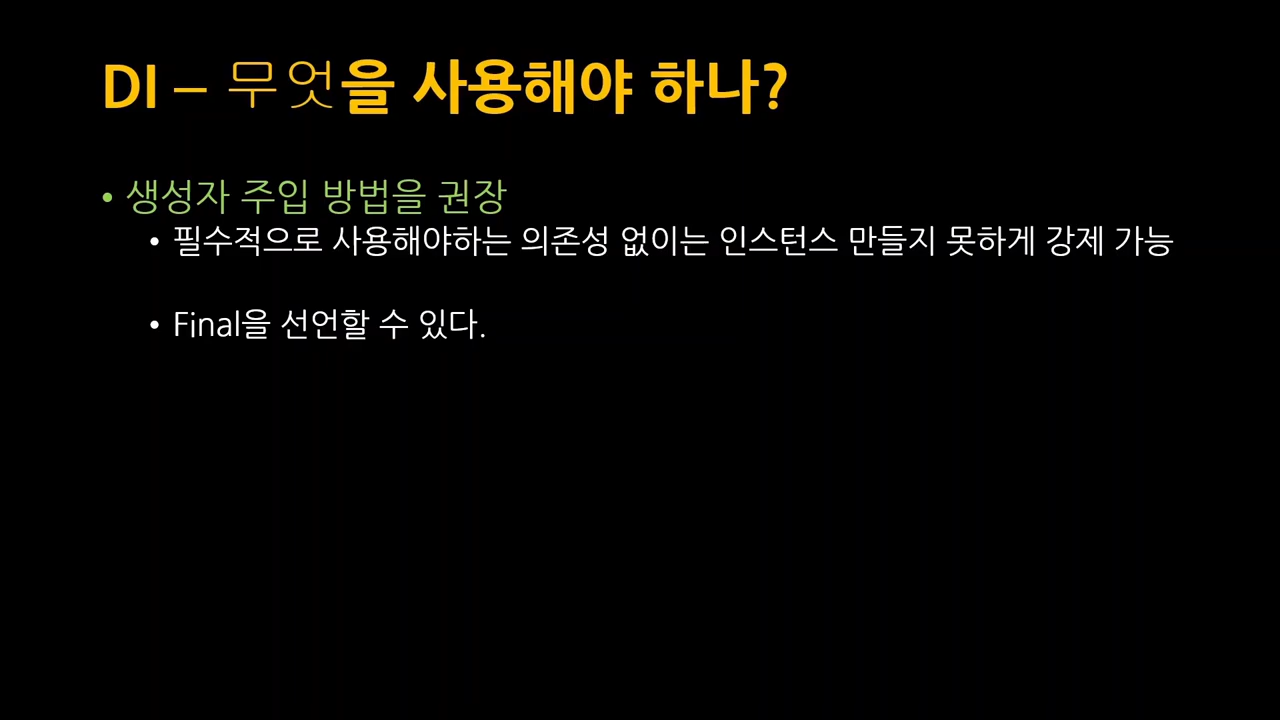 DI – 무엇을 사용해야 하나?
• 생성자 주입 방법을 권장
• 필수적으로 사용해야하는 의존성 없이는 인스턴스 만들지 못하게 강제 가능
• Final을 선언할 수 있다.